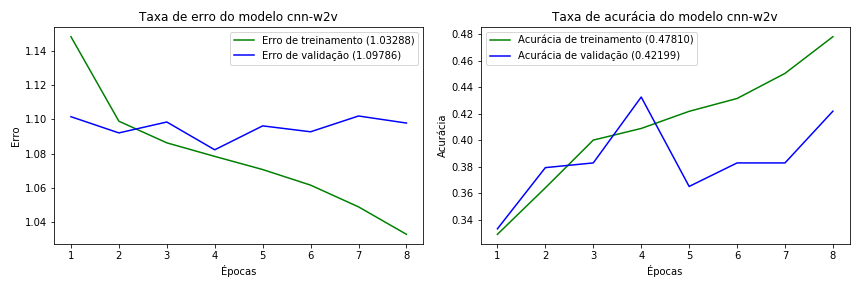 Taxa de erro do modelo cnn-w2v
Erro de treinamento (1.03288)
Erro de validação (1.09786)
1.14
1.12
1.10
1.08
1.06
1.04
Erro
1 2 3 4 5 6 7 8
Épocas
Taxa de acurácia do modelo cnn-w2v
Acurácia de treinamento (0.47810)
Acurácia de validação (0.42199)
0.48
0.46
0.44
0.42
0.40
0.38
0.36
0.34
Acurácia
1 2 3 4 5 6 7 8
Épocas